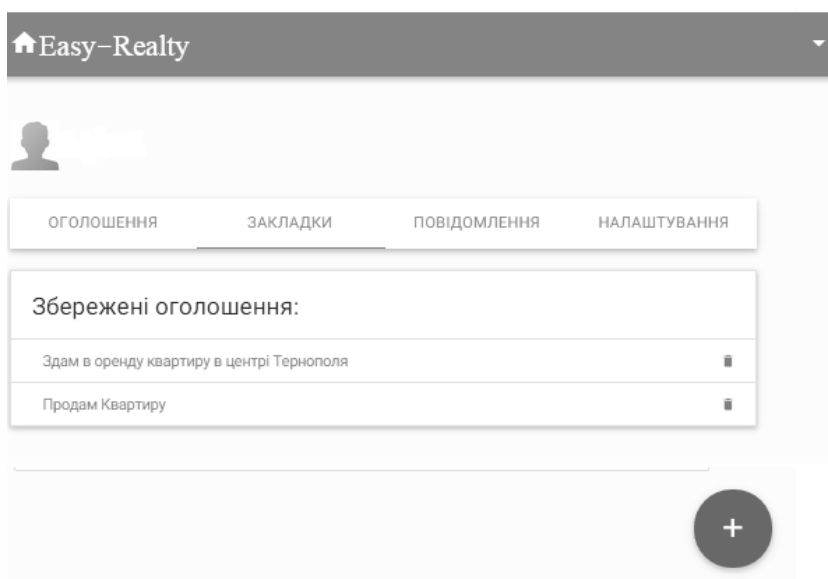 Easy-Realty
ОГОЛОШЕННЯ ЗАКЛАДКИ ПОВІДОМЛЕННЯ НАЛАШТУВАННЯ
Збережені оголошення:
Здам в оренду квартиру в центрі Тернополя
Продам Квартиру
+